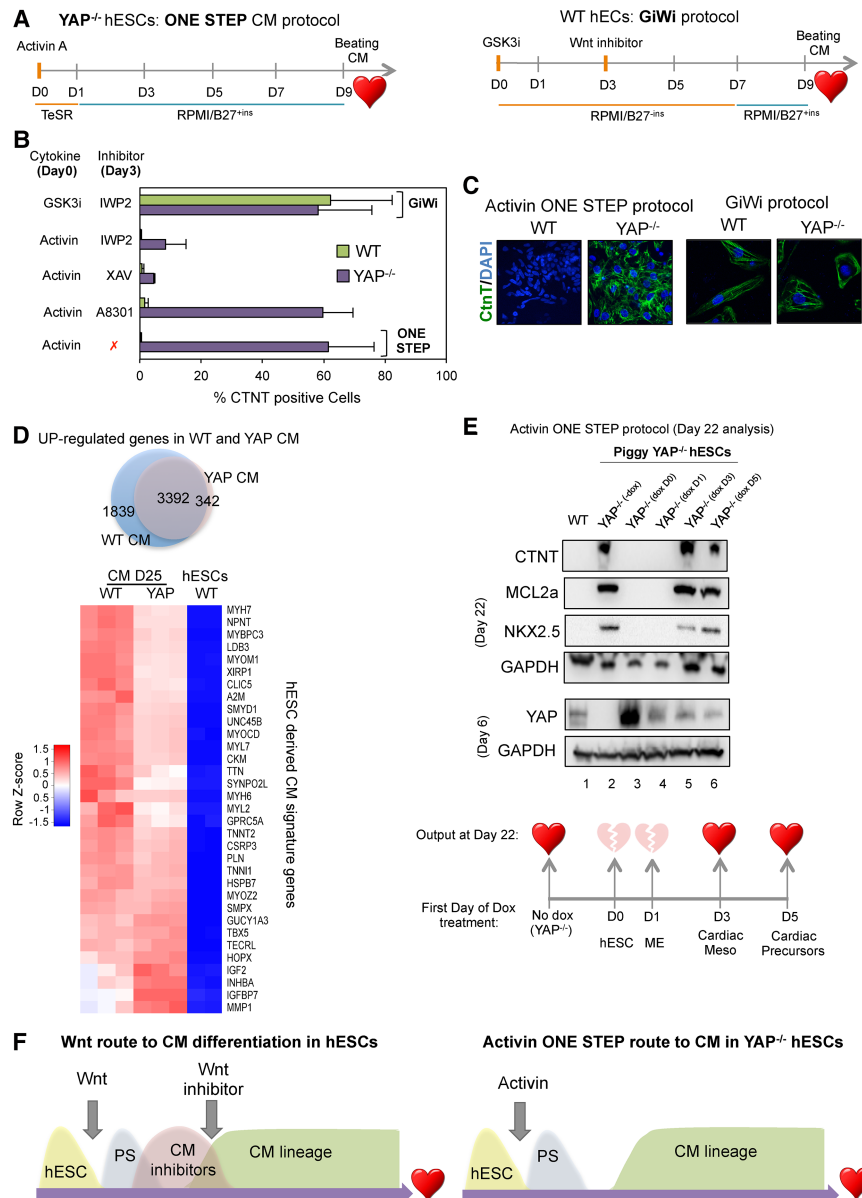 A
YAP-/- hESCs: ONE STEP CM protocol
Activin A
Beating
CM
D0 D1 D3 D5 D7 D9
TeSR
RPMI/B27+ins
WT hECs: GiWi protocol
GSK3i
Wnt inhibitor
Beating
CM
D0 D1 D3 D5 D7 D9
RPMI/B27-ins
RPMI/B27+ins
B
Cytokine Inhibitor
(Day0) (Day3)
GSK3i IWP2
GiWi
Activin IWP2
Activin XAV
Activin A8301
Activin ✗
ONE
STEP
WT
YAP-/-
0 20 40 60 80 100
% CTNT positive Cells
C
Activin ONE STEP protocol
WT YAP-/-
GiWi protocol
WT YAP-/-
CtnT/DAPI
D
UP-regulated genes in WT and YAP CM
YAP CM
1839
3392
342
WT CM
CM D25 hESCs
WT YAP WT
MYH7
NPNT
MYBPC3
LDB3
MYOM1
XIRP1
CLIC5
A2M
SMYD1
UNC45B
MYOCD
MYL7
CKM
TTN
SYNPO2L
MYH6
MYL2
GPRC5A
TNNT2
CSRP3
PLN
TNNI1
HSPB7
MYOZ2
SMPX
GUCY1A3
TBX5
TECRL
HOPX
IGF2
INHBA
IGFBP7
MMP1
hESC derived CM signature genes
Row Z-score
1.5
1
0.5
0
-0.5
-1
-1.5
E
Activin ONE STEP protocol (Day 22 analysis)
Piggy YAP-/- hESCs
WT
YAP-/- (-dox)
YAP-/- (dox D0)
YAP-/- (dox D1)
YAP-/- (dox D3)
YAP-/- (dox D5)
CTNT
MCL2a
NKX2.5
GAPDH
(Day 22)
YAP
GAPDH
(Day 6)
1 2 3 4 5 6
Output at Day 22:
First Day of Dox
treatment:
No dox
(YAP-/-)
D0
hESC
D1
ME
D3
Cardiac
Meso
D5
Cardiac
Precursors
F
Wnt route to CM differentiation in hESCs
Wnt
Wnt
inhibitor
hESC
PS
CM
inhibitors
CM lineage
Activin ONE STEP route to CM in YAP-/- hESCs
Activin
hESC
PS
CM lineage